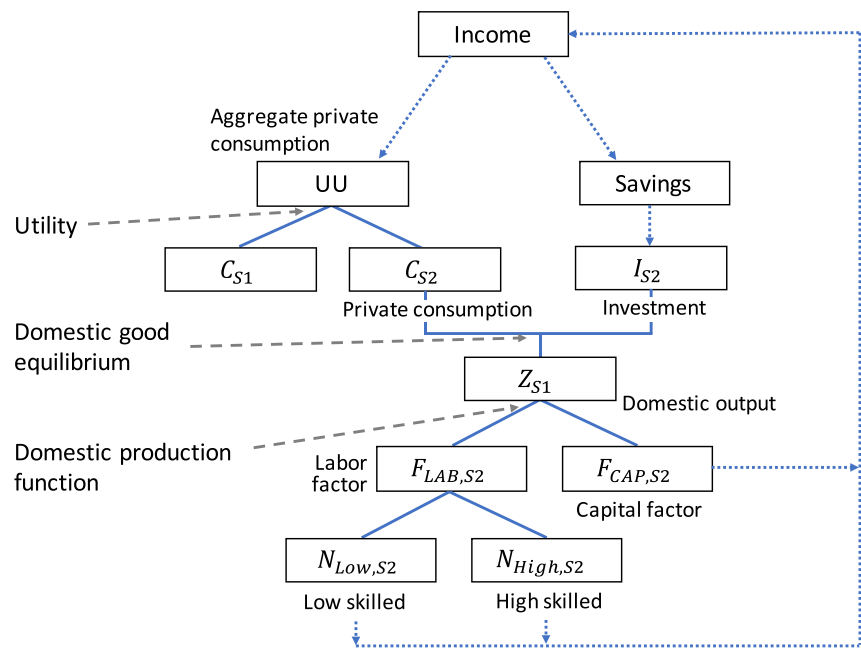 Income
Aggregate private
consumption
UU
Savings
Utility
C_{S1}
C_{S2}
I_{S2}
Private consumption
Investment
Domestic good
equilibrium
Z_{S1}
Domestic output
Domestic production
function
Labor
factor
F_{LAB,S2}
F_{CAP,S2}
Capital factor
N_{Low,S2}
N_{High,S2}
Low skilled
High skilled